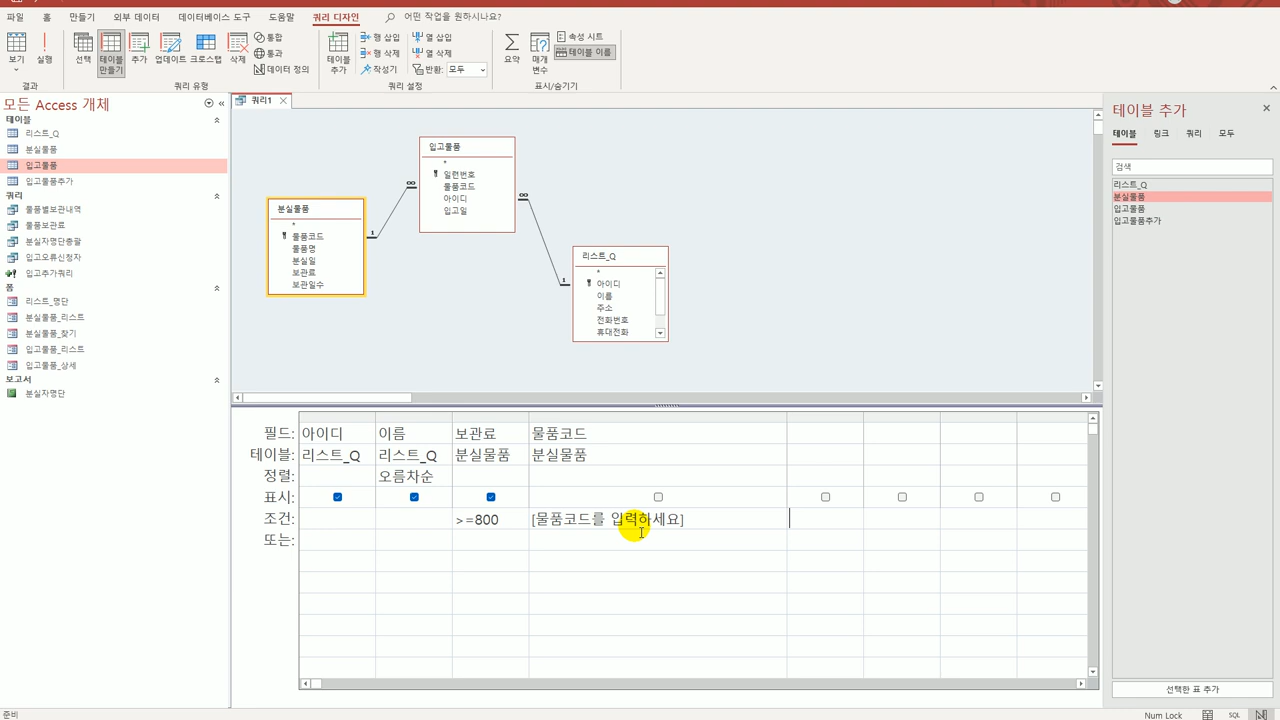 파일 홈 만들기 외부 데이터 데이터베이스 도구 도움말 쿼리 디자인 어떤 작업을 원하시나요?
보기 실행 선택 테이블 만들기 추가 업데이트 크로스탭 삭제 통합 통과 데이터 정의 테이블 추가 행 삽입 행 삭제 작성기 열 삽입 열 삭제 반환: 모두 요약 매개 변수 속성 시트 테이블 이름
결과 쿼리 유형 쿼리 설정 표시/숨기기
모든 Access 개체
테이블
리스트_Q
분실물품
입고물품
입고물품추가
쿼리
물품별보관내역
물품보관료
분실자명단총괄
입고오류신청자
입고추가쿼리
폼
리스트_명단
분실물품_리스트
분실물품_찾기
입고물품_리스트
입고물품_상세
보고서
분실자명단
쿼리1
분실물품
*
물품코드
물품명
분실일
보관료
보관일수
1
∞
입고물품
*
일련번호
물품코드
아이디
입고일
∞
1
리스트_Q
*
아이디
이름
주소
전화번호
휴대전화
필드: 아이디 이름 보관료 물품코드
테이블: 리스트_Q 리스트_Q 분실물품 분실물품
정렬: 오름차순
표시:
조건: >=800 [물품코드를 입력하세요]
또는:
테이블 추가
테이블 링크 쿼리 모두
검색
리스트_Q
분실물품
입고물품
입고물품추가
선택한 표 추가
준비
Num Lock SQL